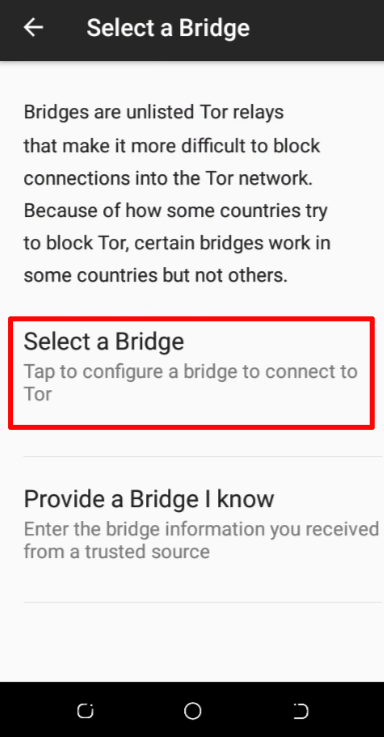 Select a Bridge
Bridges are unlisted Tor relays
that make it more difficult to block
connections into the Tor network.
Because of how some countries try
to block Tor, certain bridges work in
some countries but not others.
Select a Bridge
Tap to configure a bridge to connect to
Tor
Provide a Bridge I know
Enter the bridge information you received
from a trusted source